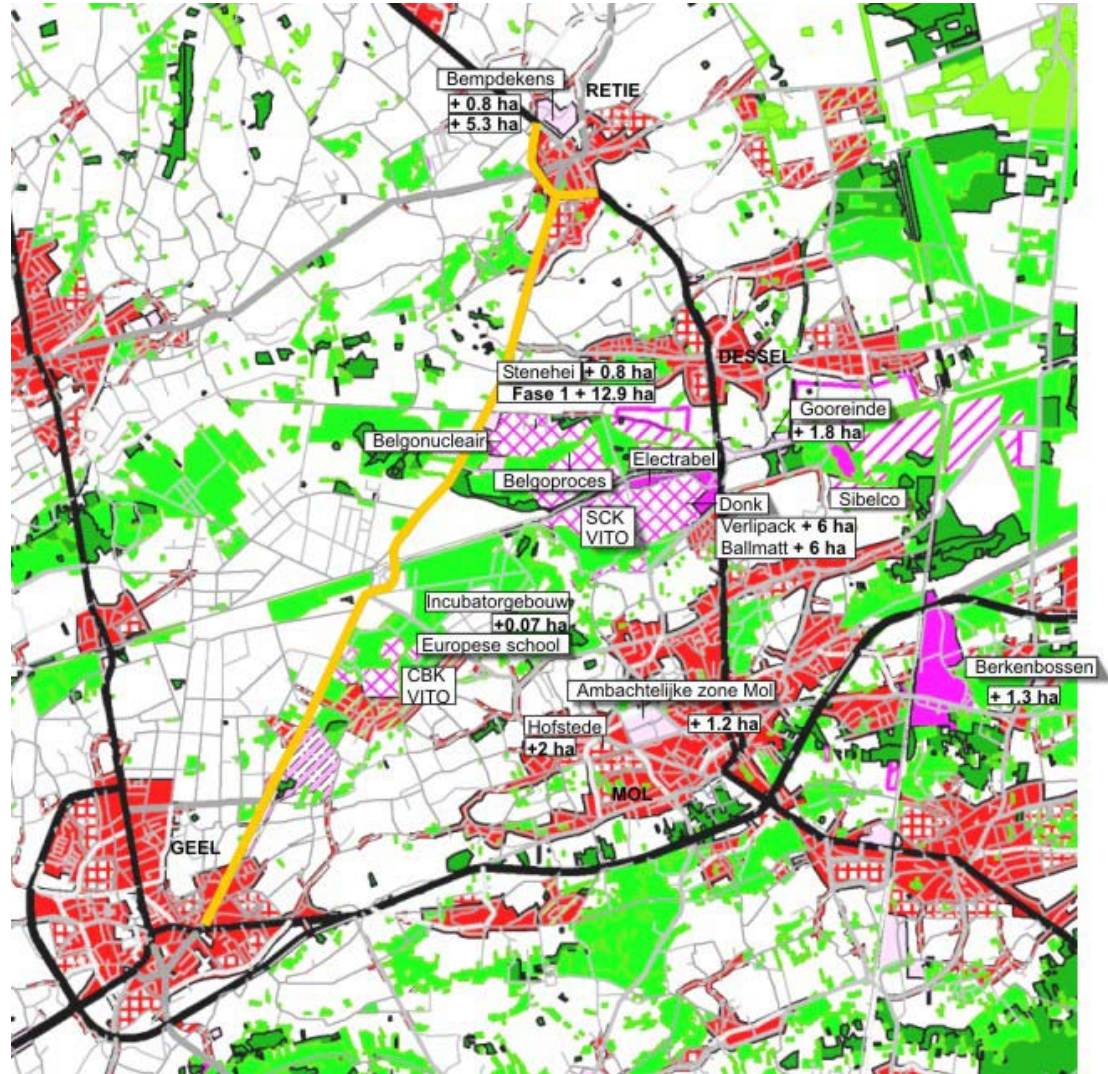 Bempdekens
+ 0.8 ha
+ 5.3 ha
RETIE
DESSEL
Stenehei + 0.8 ha
Fase 1 + 12.9 ha
Gooreinde
+ 1.8 ha
Belgonucleair
Electrabel
Belgoproces
Sibelco
SCK
VITO
Donk
Verlipack + 6 ha
Ballmatt + 6 ha
Incubatorgebouw
+0.07 ha
Europese school
CBK
VITO
Ambachtelijke zone Mol
+ 1.2 ha
Berkenbossen
+ 1.3 ha
Hofstede
+2 ha
MOL
GEEL